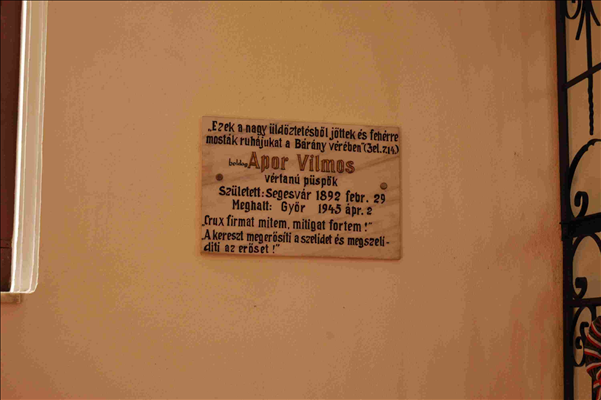 „Ezek a nagy üldöztetésből jöttek és fehérre
mosták ruhájukat a Bárány vérében"(Jel.7,14)
boldog Apor Vilmos
vértanú püspök
Született: Segesvár 1892 febr. 29
Meghalt: Győr 1945 ápr. 2
„Crux firmat mitem, mitigat fortem!"
„A kereszt megerősíti a szelídet és megszelí-
díti az erőset!"